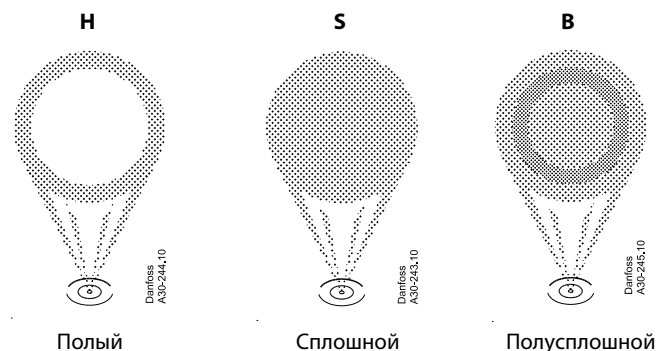 H
S
B
Danfoss
A30-244.10
Danfoss
A30-243.10
Danfoss
A30-245.10
Полый
Сплошной
Полусплошной